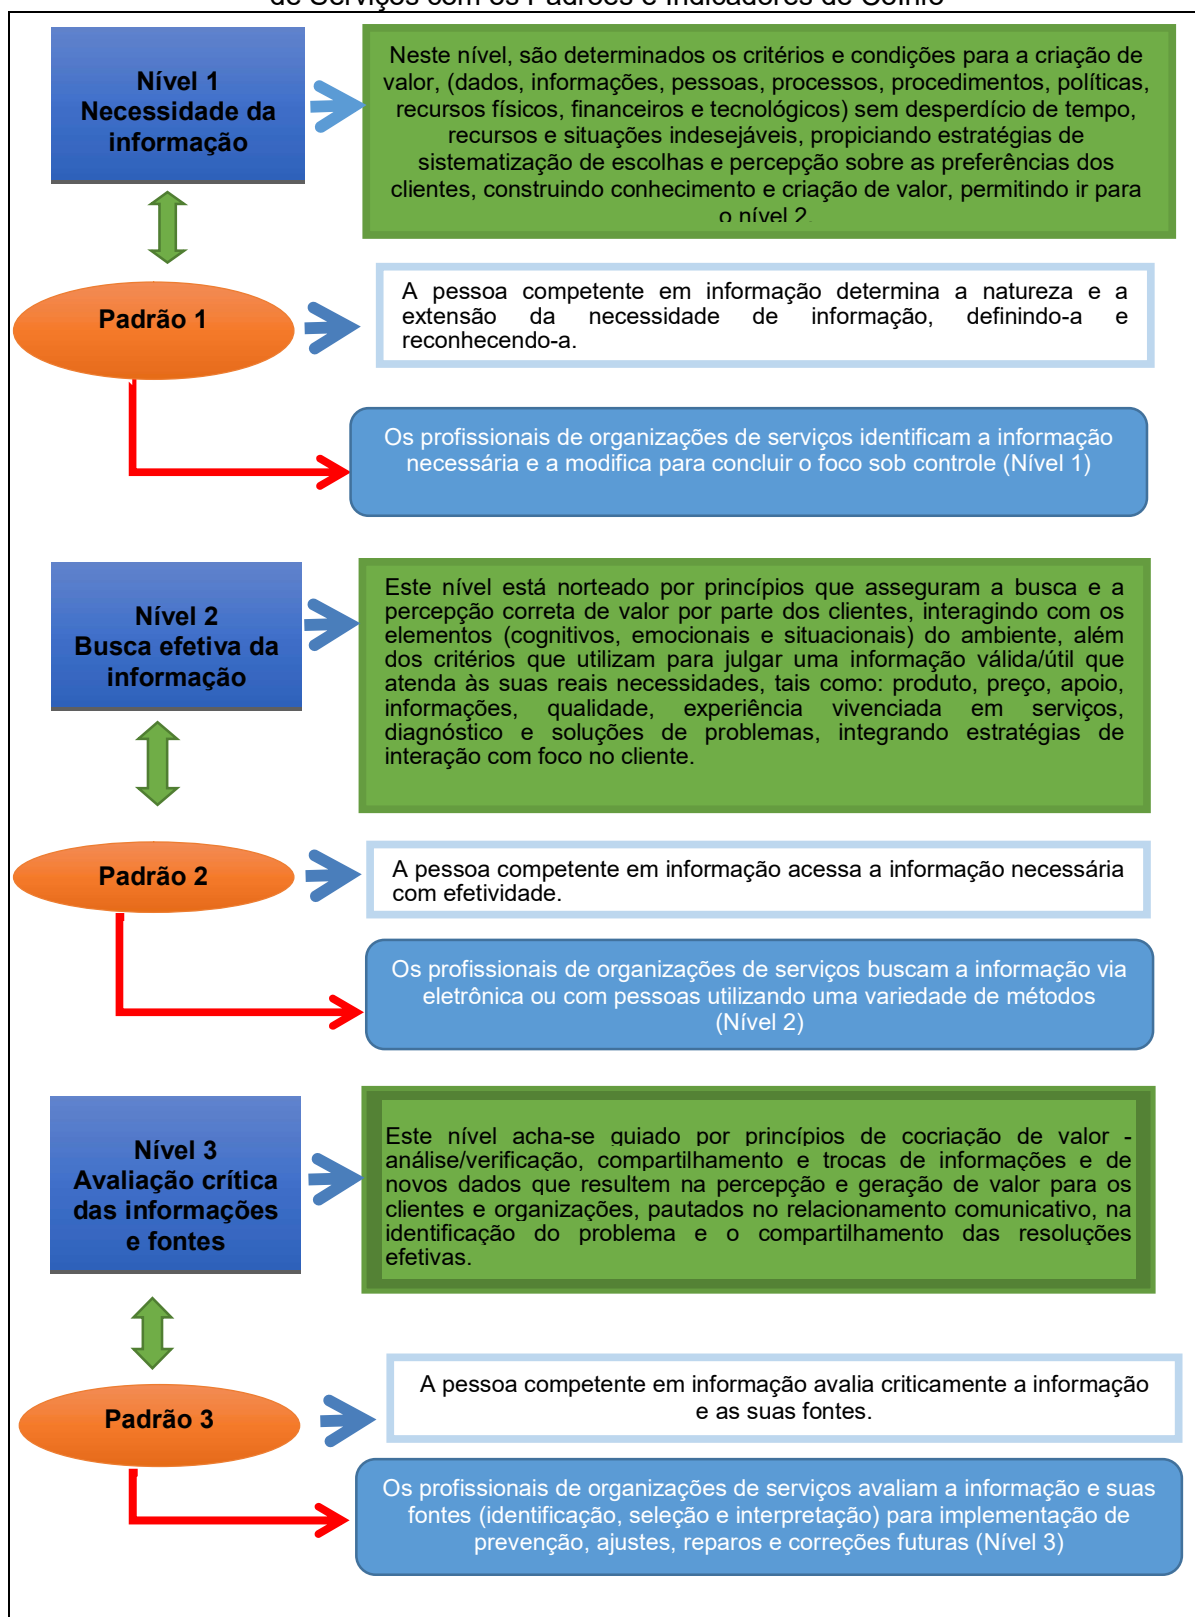 de Serviços com os Padrões e Indicadores de CoInfo
Nível 1
Necessidade da
informação
Neste nível, são determinados os critérios e condições para a criação de
valor, (dados, informações, pessoas, processos, procedimentos, políticas,
recursos físicos, financeiros e tecnológicos) sem desperdício de tempo,
recursos e situações indesejáveis, propiciando estratégias de
sistematização de escolhas e percepção sobre as preferências dos
clientes, construindo conhecimento e criação de valor, permitindo ir para
o nível 2.
Padrão 1
A pessoa competente em informação determina a natureza e a
extensão da necessidade de informação, definindo-a e
reconhecendo-a.
Os profissionais de organizações de serviços identificam a informação
necessária e a modifica para concluir o foco sob controle (Nível 1)
Nível 2
Busca efetiva da
informação
Este nível está norteado por princípios que asseguram a busca e a
percepção correta de valor por parte dos clientes, interagindo com os
elementos (cognitivos, emocionais e situacionais) do ambiente, além
dos critérios que utilizam para julgar uma informação válida/útil que
atenda às suas reais necessidades, tais como: produto, preço, apoio,
informações, qualidade, experiência vivenciada em serviços,
diagnóstico e soluções de problemas, integrando estratégias de
interação com foco no cliente.
Padrão 2
A pessoa competente em informação acessa a informação necessária
com efetividade.
Os profissionais de organizações de serviços buscam a informação via
eletrônica ou com pessoas utilizando uma variedade de métodos
(Nível 2)
Nível 3
Avaliação crítica
das informações
e fontes
Este nível acha-se guiado por princípios de cocriação de valor -
análise/verificação, compartilhamento e trocas de informações e de
novos dados que resultem na percepção e geração de valor para os
clientes e organizações, pautados no relacionamento comunicativo, na
identificação do problema e o compartilhamento das resoluções
efetivas.
Padrão 3
A pessoa competente em informação avalia criticamente a informação
e as suas fontes.
Os profissionais de organizações de serviços avaliam a informação e suas
fontes (identificação, seleção e interpretação) para implementação de
prevenção, ajustes, reparos e correções futuras (Nível 3)